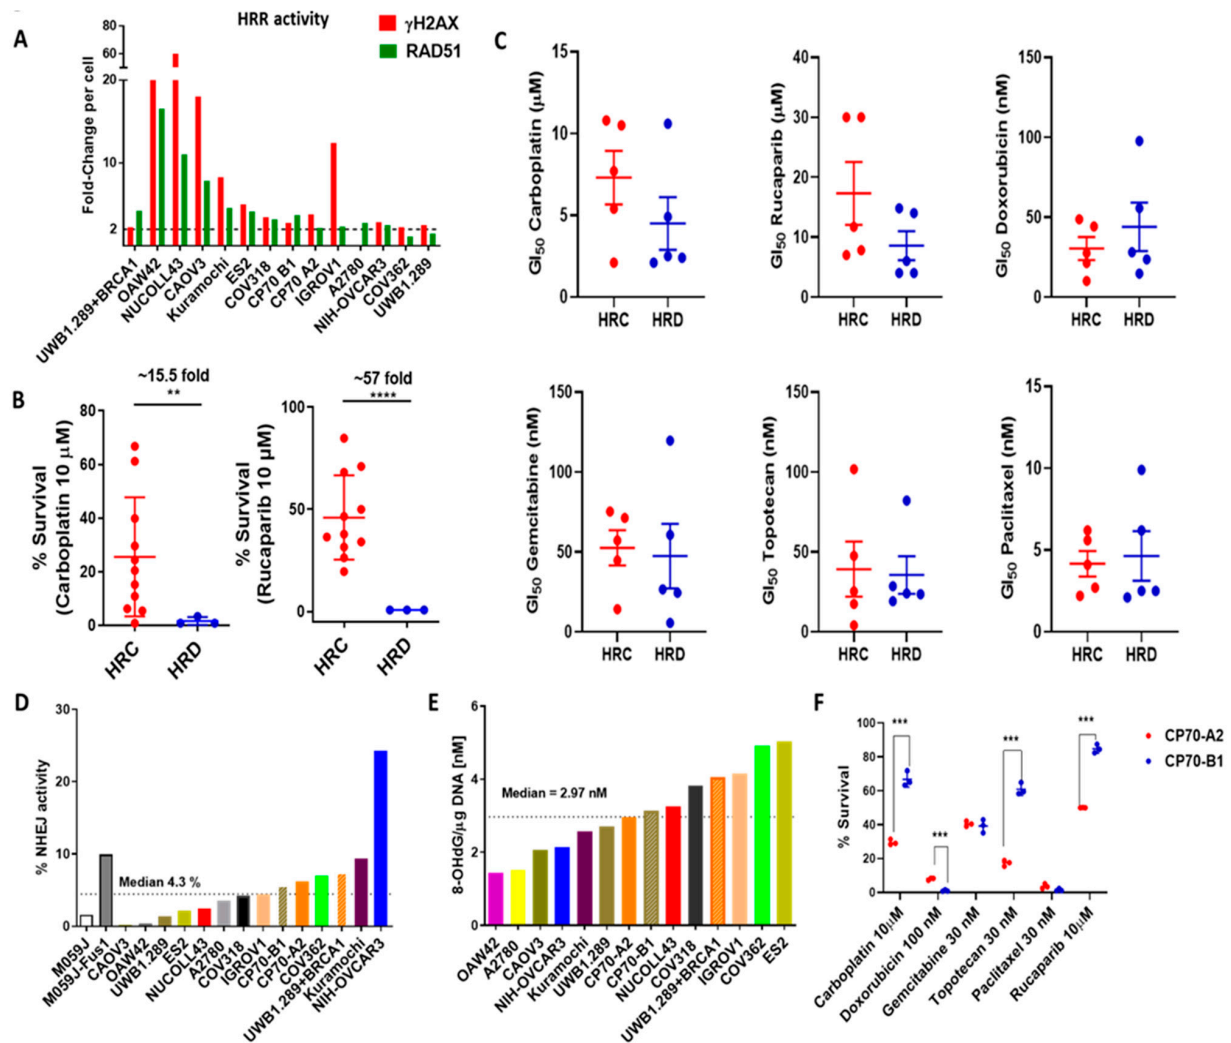 A
HRR activity
γH2AX
RAD51
Fold-Change per cell
80
60
40
20
10
2
UWB1.289+BRCA1
OAW42
NUCOLL43
CAOV3
Kuramochi
ES2
COV318
CP70 B1
CP70 A2
IGROV1
A2780
NIH-OVCAR3
COV362
UWB1.289
B
~15.5 fold
**
% Survival
(Carboplatin 10 µM)
80
60
40
20
0
HRC
HRD
~57 fold
****
% Survival
(Rucaparib 10 µM)
100
50
0
HRC
HRD
C
GI50 Carboplatin (µM)
15
10
5
0
HRC
HRD
GI50 Rucaparib (µM)
40
30
20
10
0
HRC
HRD
GI50 Doxorubicin (nM)
150
100
50
0
HRC
HRD
GI50 Gemcitabine (nM)
150
100
50
0
HRC
HRD
GI50 Topotecan (nM)
150
100
50
0
HRC
HRD
GI50 Paclitaxel (nM)
15
10
5
0
HRC
HRD
D
% NHEJ activity
30
20
10
0
Median 4.3 %
M059J
M059J-Fus1
CAOV3
OAW42
UWB1.289
ES2
NUCOLL43
A2780
COV318
IGROV1
CP70-B1
CP70-A2
COV362
UWB1.289+BRCA1
Kuramochi
NIH-OVCAR3
E
8-OHdG/µg DNA [nM]
6
4
2
0
Median = 2.97 nM
OAW42
A2780
CAOV3
NIH-OVCAR3
Kuramochi
UWB1.289
CP70-A2
CP70-B1
NUCOLL43
COV318
UWB1.289+BRCA1
IGROV1
COV362
ES2
F
% Survival
100
80
60
40
20
0
***
***
***
***
CP70-A2
CP70-B1
Carboplatin 10µM
Doxorubicin 100 nM
Gemcitabine 30 nM
Topotecan 30 nM
Paclitaxel 30 nM
Rucaparib 10µM